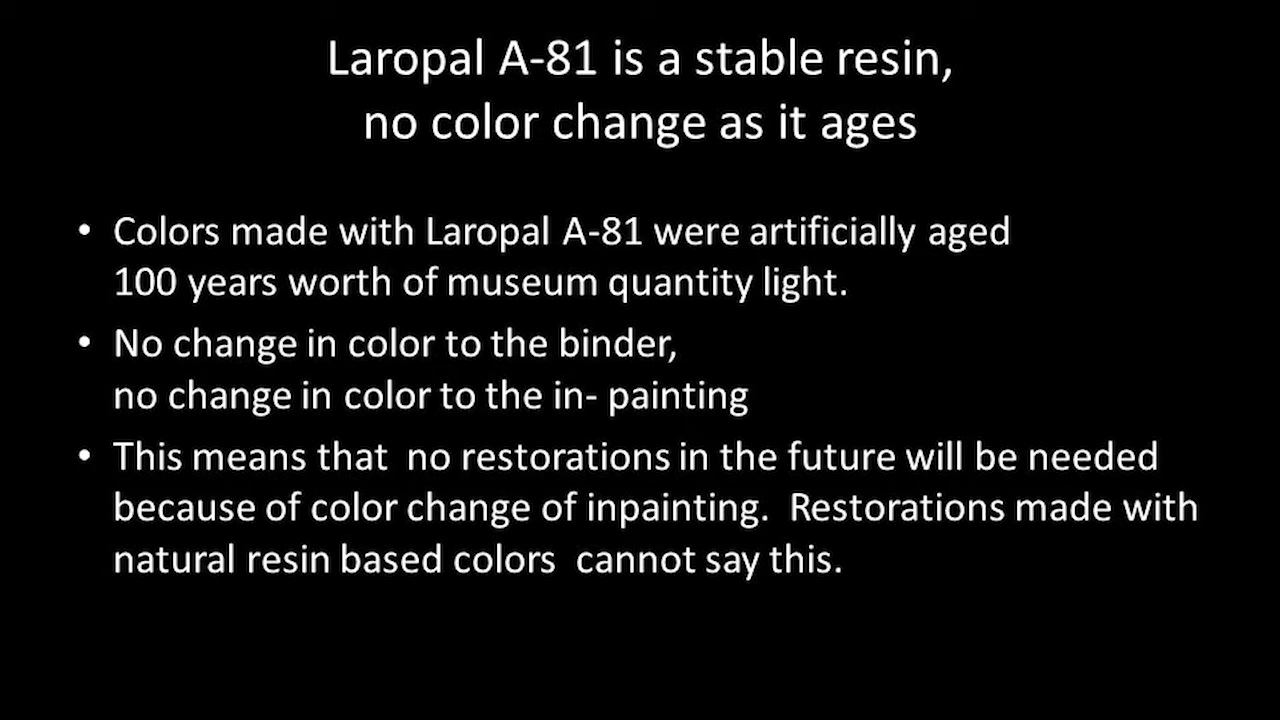 Laropal A-81 is a stable resin,
no color change as it ages
• Colors made with Laropal A-81 were artificially aged
100 years worth of museum quantity light.
• No change in color to the binder,
no change in color to the in- painting
• This means that  no restorations in the future will be needed
because of color change of inpainting.  Restorations made with
natural resin based colors  cannot say this.